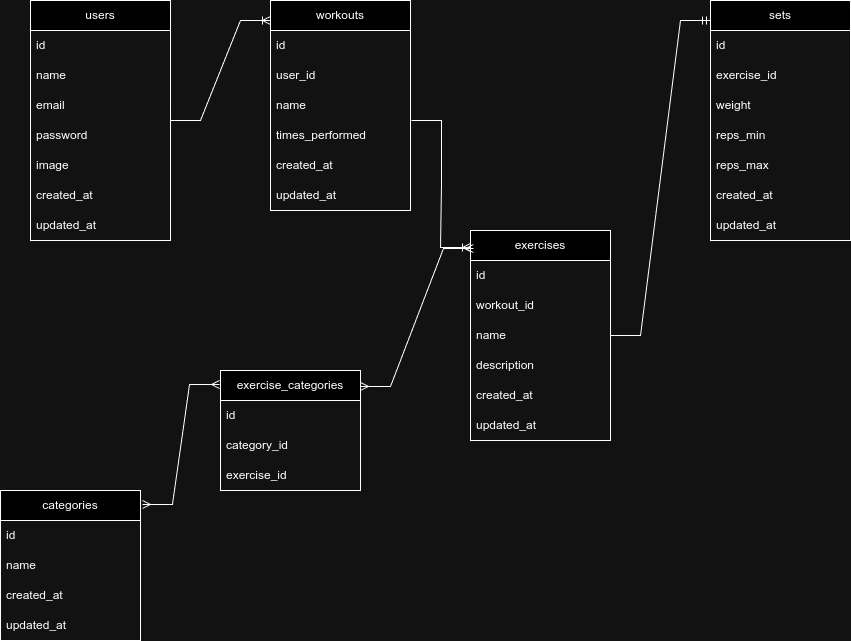 users
id
name
email
password
image
created_at
updated_at
workouts
id
user_id
name
times_performed
created_at
updated_at
sets
id
exercise_id
weight
reps_min
reps_max
created_at
updated_at
exercises
id
workout_id
name
description
created_at
updated_at
exercise_categories
id
category_id
exercise_id
categories
id
name
created_at
updated_at